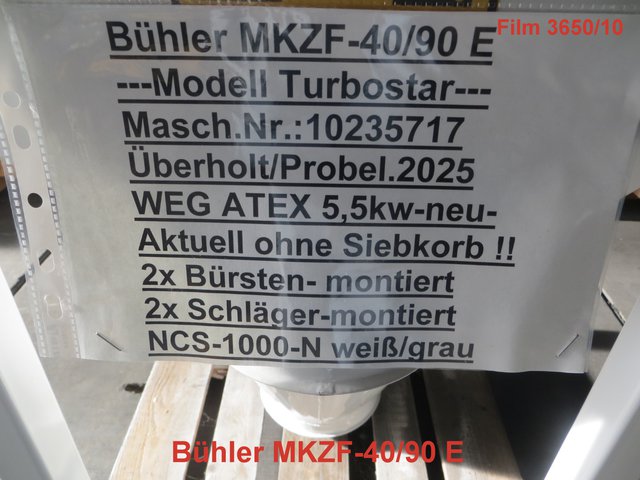 Film 3650/10
Bühler MKZF-40/90 E
---Modell Turbostar---
Masch.Nr.:10235717
Überholt/Probel.2025
WEG ATEX 5,5kw-neu-
Aktuell ohne Siebkorb !!
2x Bürsten- montiert
2x Schläger-montiert
NCS-1000-N weiß/grau
Bühler MKZF-40/90 E